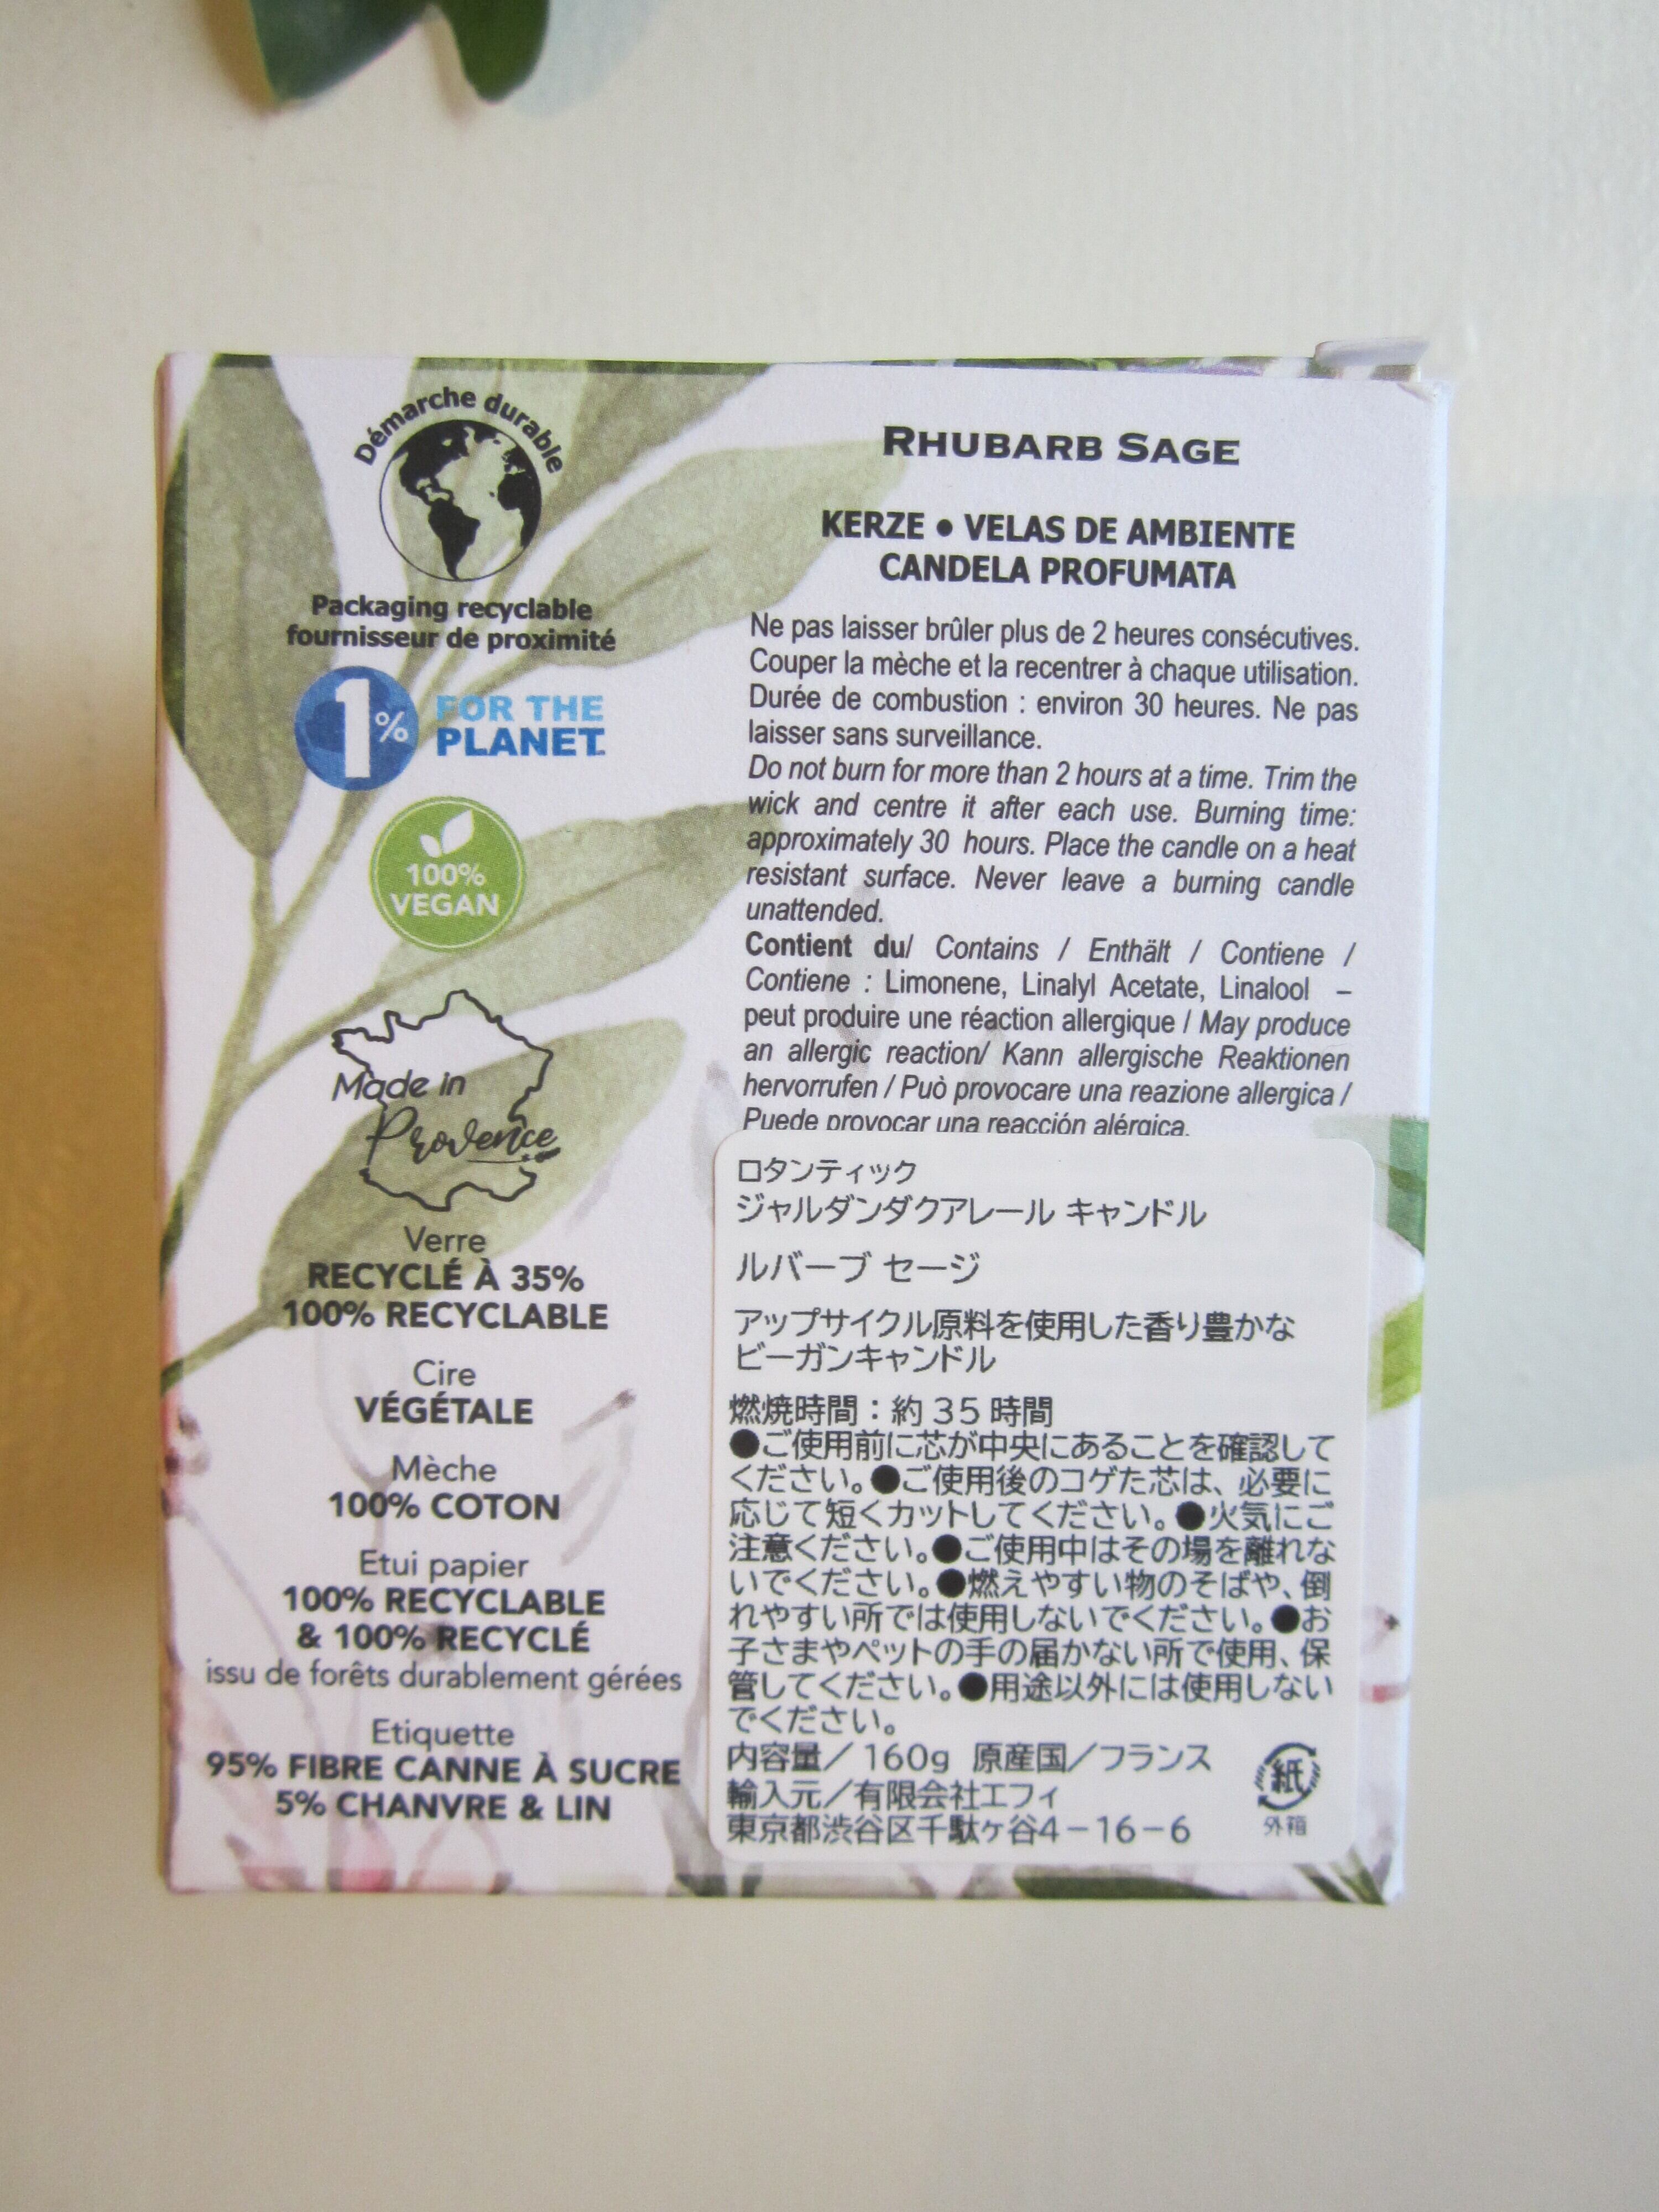 Démarche durable
Packaging recyclable
fournisseur de proximité
1% FOR THE
PLANET
100%
VEGAN
Made in
Provence
Verre
RECYCLÉ À 35%
100% RECYCLABLE
Cire
VÉGÉTALE
Mèche
100% COTON
Etui papier
100% RECYCLABLE
& 100% RECYCLÉ
issu de forêts durablement gérées
Etiquette
95% FIBRE CANNE À SUCRE
5% CHANVRE & LIN
RHUBARB SAGE
KERZE • VELAS DE AMBIENTE
CANDELA PROFUMATA
Ne pas laisser brûler plus de 2 heures consécutives.
Couper la mèche et la recentrer à chaque utilisation.
Durée de combustion : environ 30 heures. Ne pas
laisser sans surveillance.
Do not burn for more than 2 hours at a time. Trim the
wick and centre it after each use. Burning time:
approximately 30 hours. Place the candle on a heat
resistant surface. Never leave a burning candle
unattended.
Contient du/ Contains / Enthält / Contiene /
Contiene : Limonene, Linalyl Acetate, Linalool –
peut produire une réaction allergique / May produce
an allergic reaction/ Kann allergische Reaktionen
hervorrufen / Può provocare una reazione allergica /
Puede provocar una reacción alérgica.
ロタンティック
ジャルダンダクアレール キャンドル
ルバーブ セージ
アップサイクル原料を使用した香り豊かな
ビーガンキャンドル
燃焼時間：約 35 時間
●ご使用前に芯が中央にあることを確認して
ください。●ご使用後のコゲた芯は、必要に
応じて短くカットしてください。●火気にご
注意ください。●ご使用中はその場を離れな
いでください。●燃えやすい物のそばや、倒
れやすい所では使用しないでください。●お
子さまやペットの手の届かない所で使用、保
管してください。●用途以外には使用しない
でください。
内容量／160g 原産国／フランス
輸入元／有限会社エフィ
東京都渋谷区千駄ヶ谷4－16－6
紙
外箱